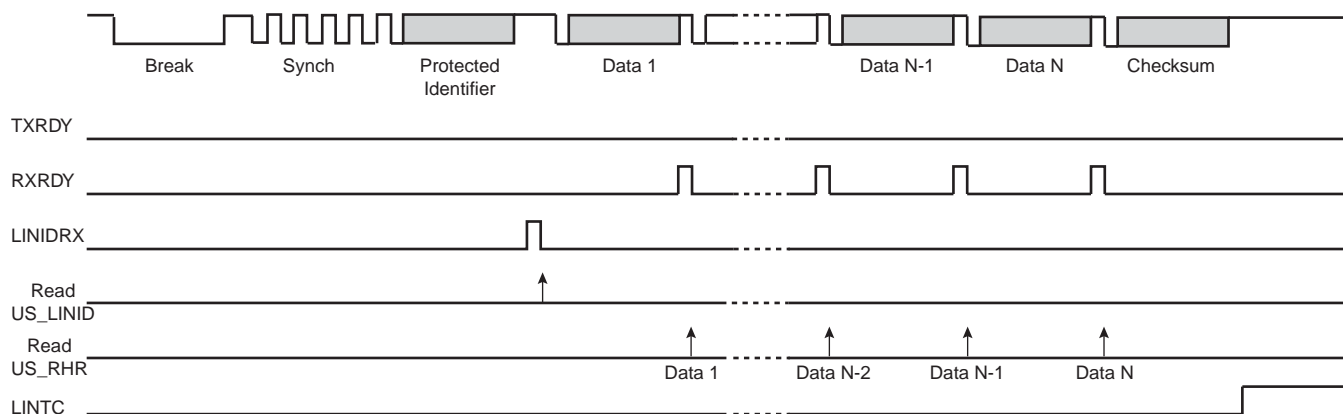 Break Synch Protected Identifier Data 1 Data N-1 Data N Checksum
TXRDY
RXRDY
LINIDRX
Read
US_LINID
Read
US_RHR
Data 1 Data N-2 Data N-1 Data N
LINTC